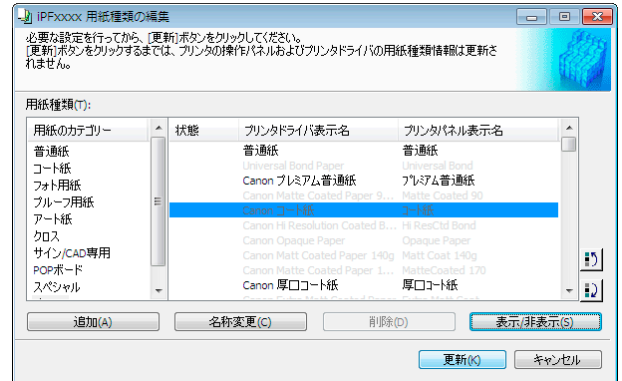 iPFxxxx 用紙種類の編集
必要な設定を行ってから、[更新]ボタンをクリックしてください。
[更新]ボタンをクリックするまでは、プリンタの操作パネルおよびプリンタドライバの用紙種類情報は更新さ
れません。
用紙種類(T):
用紙のカテゴリー 状態 プリンタドライバ表示名 プリンタパネル表示名
普通紙 普通紙 普通紙
コート紙 Universal Bond Paper Universal Bond
フォト用紙 Canon プレミアム普通紙 プレミアム普通紙
プルーフ用紙 Canon Matte Coated Paper 9... Matte Coated 90
アート紙 Canon コート紙 コート紙
クロス Canon Hi Resolution Coated B... Hi ResCtd Bond
サイン/CAD専用 Canon Opaque Paper Opaque Paper
POPボード Canon Matt Coated Paper 140g Matt Coat 140g
スペシャル Canon Matte Coated Paper 1... MatteCoated 170
Canon 厚口コート紙 厚口コート紙
追加(A) 名称変更(C) 削除(D) 表示/非表示(S)
更新(K) キャンセル